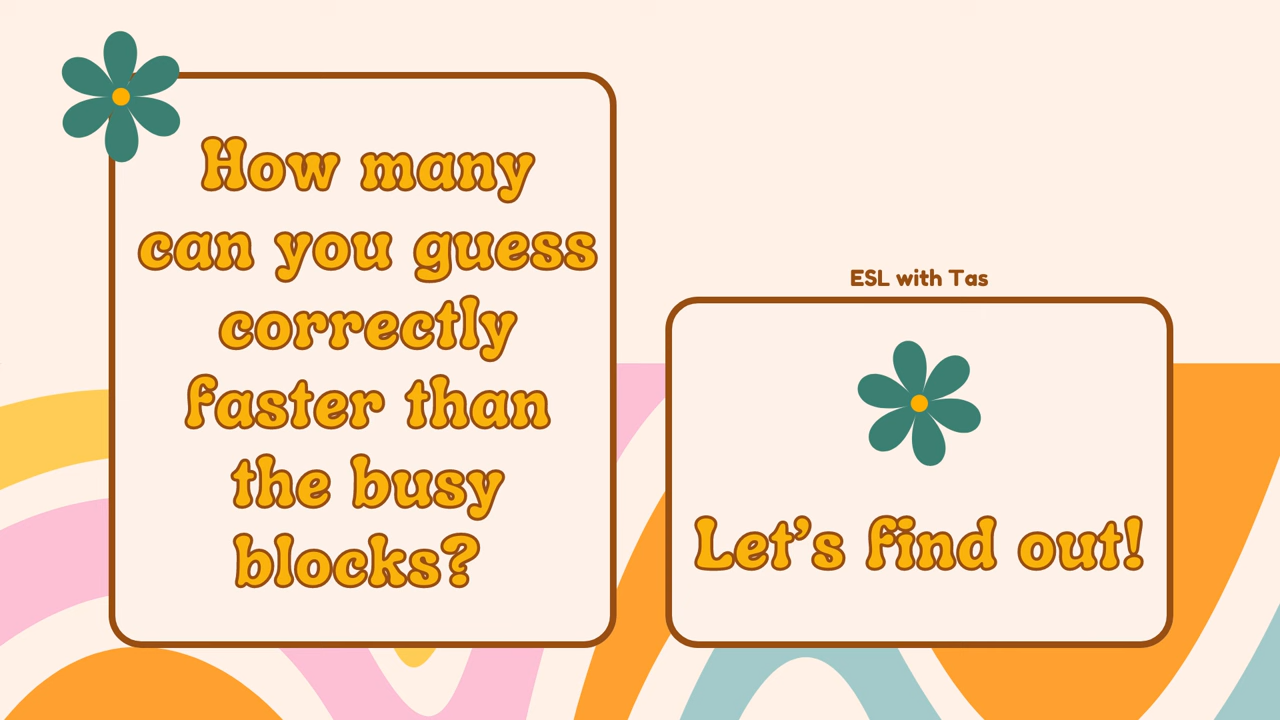 How many
can you guess
correctly
faster than
the busy
blocks?
ESL with Tas
Let's find out!